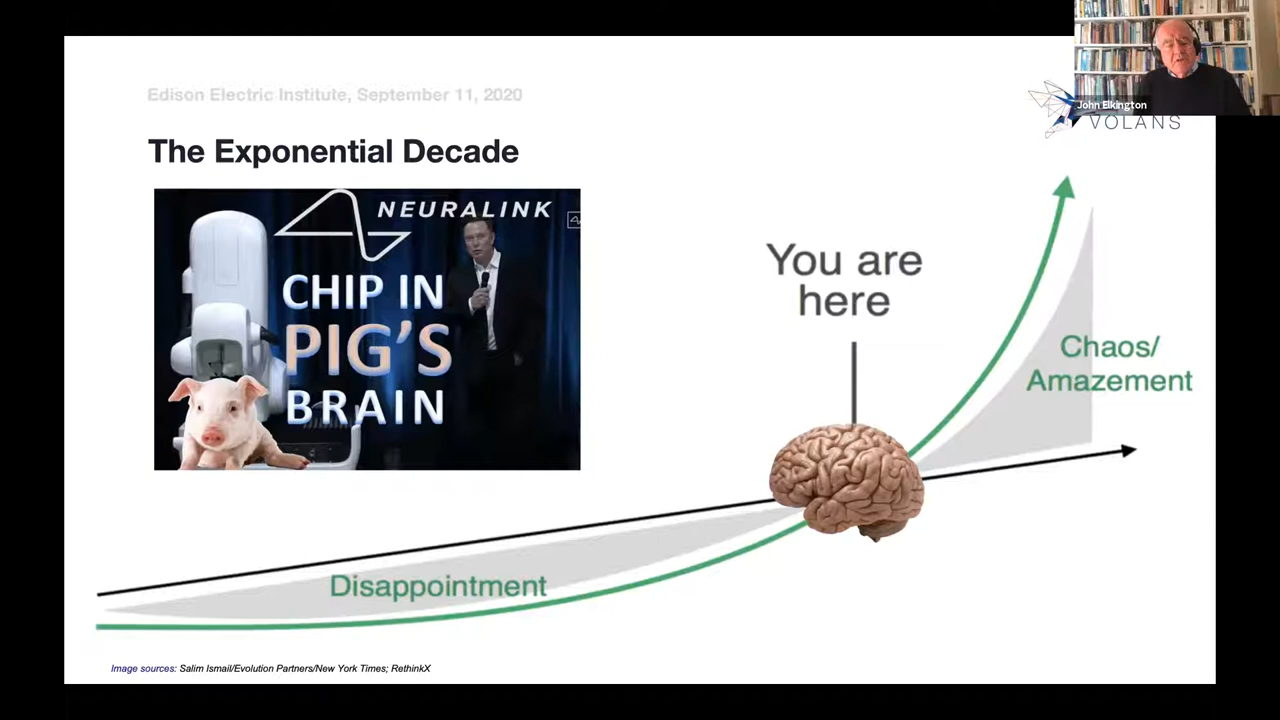 Edison Electric Institute, September 11, 2020
John Elkington
VOLANS
The Exponential Decade
NEURALINK
CHIP IN
PIG'S
BRAIN
You are
here
Chaos/
Amazement
Disappointment
Image sources: Salim Ismail/Evolution Partners/New York Times; RethinkX